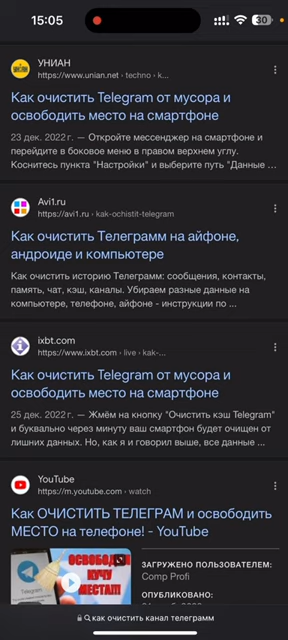 15:05
30
УНИАН
https://www.unian.net › techno › k...
Как очистить Telegram от мусора и
освободить место на смартфоне
23 дек. 2022 г. — Откройте мессенджер на смартфоне и
перейдите в боковое меню в правом верхнем углу.
Коснитесь пункта "Настройки" и выберите путь "Данные ...
Avi1.ru
https://avi1.ru › kak-ochistit-telegram
Как очистить Телеграмм на айфоне,
андроиде и компьютере
Как очистить историю Телеграмм: сообщения, контакты,
память, чат, кэш, каналы. Убираем разные данные на
компьютере, телефоне, айфоне - инструкции по ...
ixbt.com
https://www.ixbt.com › live › kak-...
Как очистить Telegram от мусора и
освободить место на смартфоне
25 дек. 2022 г. — Жмём на кнопку "Очистить кэш Telegram"
и буквально через минуту ваш смартфон будет очищен от
лишних данных. Но, как я и говорил выше, все данные ...
YouTube
https://m.youtube.com › watch
Как ОЧИСТИТЬ ТЕЛЕГРАМ и освободить
МЕСТО на телефоне! - YouTube
Telegram
ОСВОБОДИ
КУЧУ
МЕСТА!!!
ЗАГРУЖЕНО ПОЛЬЗОВАТЕЛЕМ:
Comp Profi
ОПУБЛИКОВАНО:
как очистить канал телеграмм